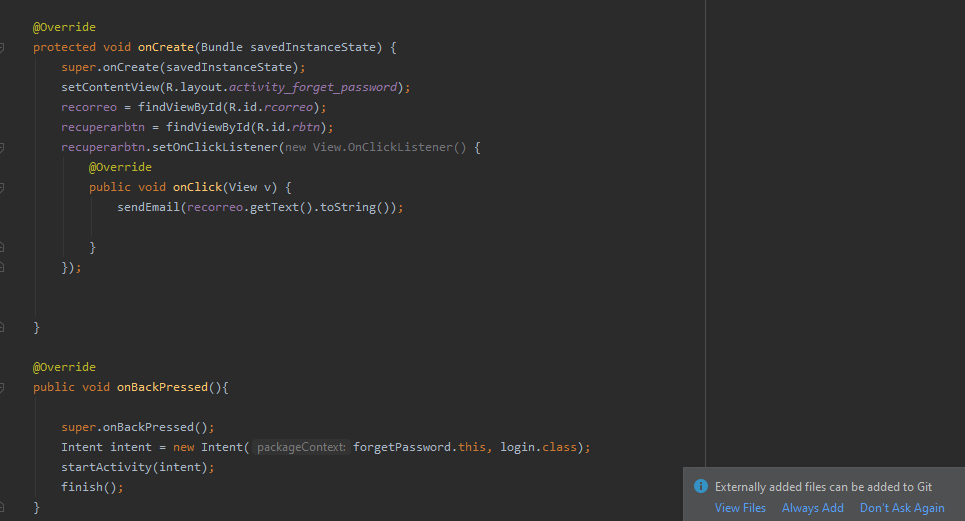 @Override
protected void onCreate(Bundle savedInstanceState) {
super.onCreate(savedInstanceState);
setContentView(R.layout.activity_forget_password);
recorreo = findViewById(R.id.rcorreo);
recuperarbtn = findViewById(R.id.rbtn);
recuperarbtn.setOnClickListener(new View.OnClickListener() {
@Override
public void onClick(View v) {
sendEmail(recorreo.getText().toString());
}
});
}
@Override
public void onBackPressed(){
super.onBackPressed();
Intent intent = new Intent( packageContext: forgetPassword.this, login.class);
startActivity(intent);
finish();
}
Externally added files can be added to Git
View Files Always Add Don't Ask Again